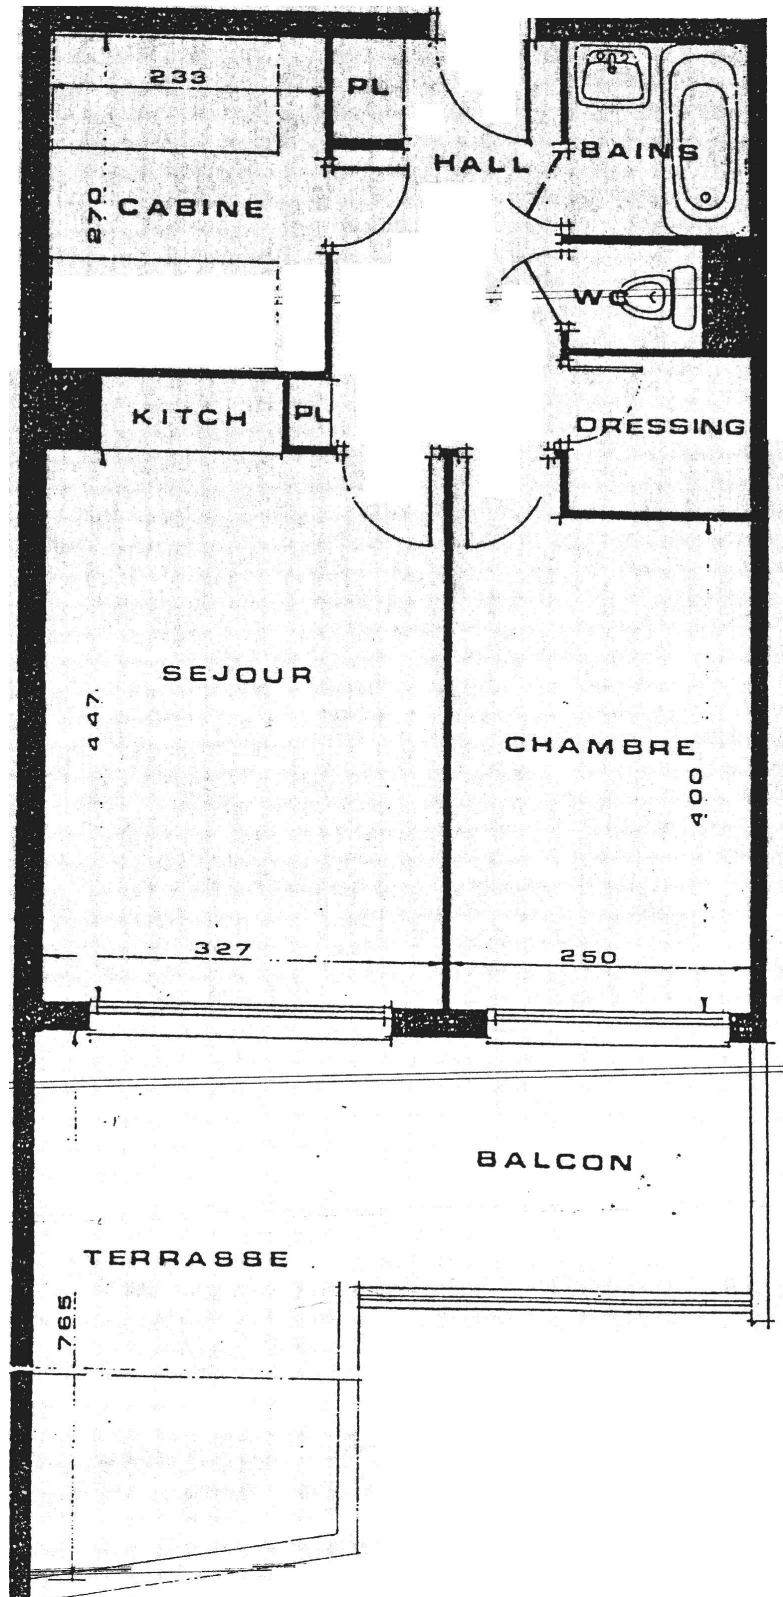 233
PL
HALL
BAINS
270
CABINE
WC
KITCH
PL
DRESSING
SEJOUR
447
CHAMBRE
400
327
250
BALCON
TERRASSE
765